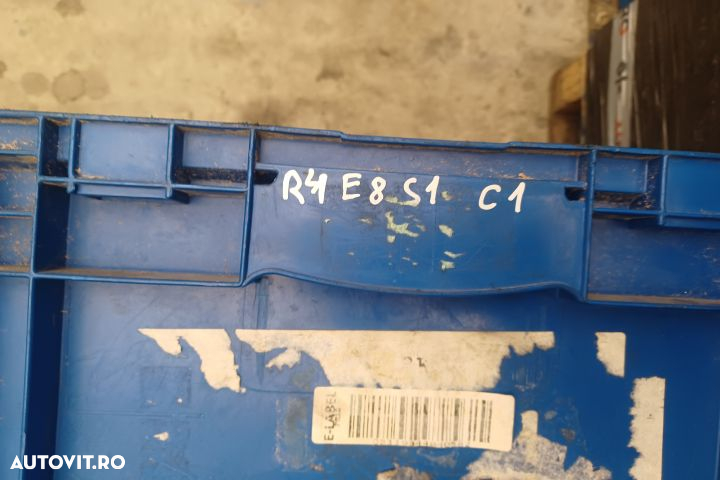 R4 E8 S1 C1
E-LABEL
AUTOVIT.RO